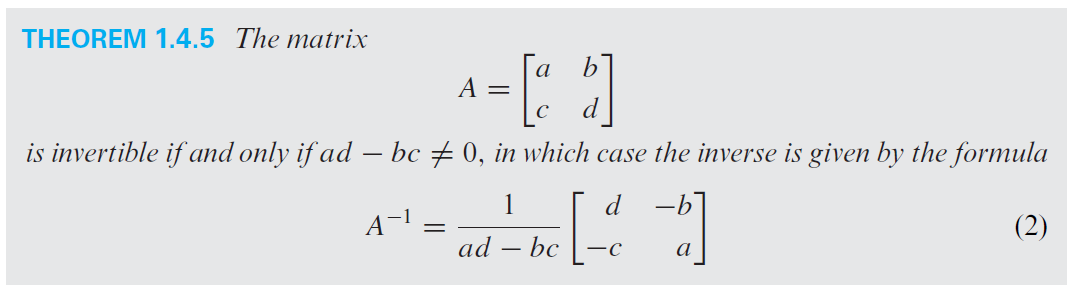 THEOREM 1.4.5 The matrix
A = [a b
c d]
is invertible if and only if ad − bc ≠ 0, in which case the inverse is given by the formula
A⁻¹ = 1/(ad − bc) [d −b
−c a] (2)